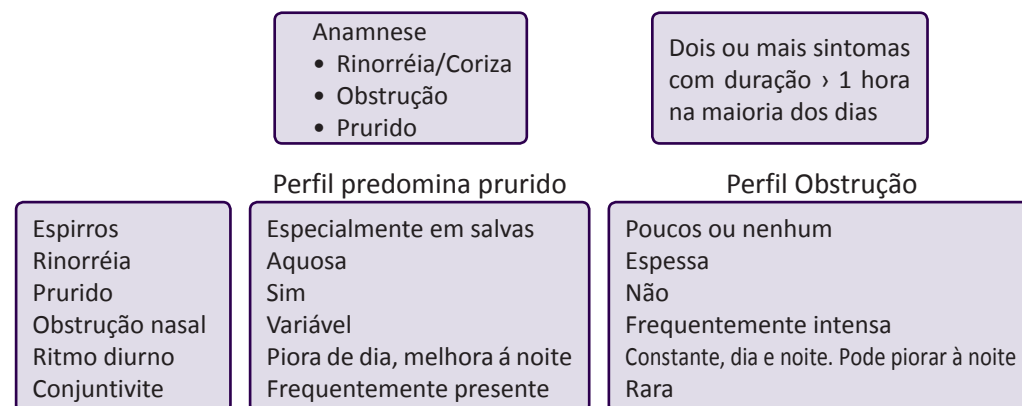 Anamnese
• Rinorréia/Coriza
• Obstrução
• Prurido
Dois ou mais sintomas
com duração › 1 hora
na maioria dos dias
Perfil predomina prurido
Perfil Obstrução
Espirros
Rinorréia
Prurido
Obstrução nasal
Ritmo diurno
Conjuntivite
Especialmente em salvas
Aquosa
Sim
Variável
Piora de dia, melhora á noite
Frequentemente presente
Poucos ou nenhum
Espessa
Não
Frequentemente intensa
Constante, dia e noite. Pode piorar à noite
Rara